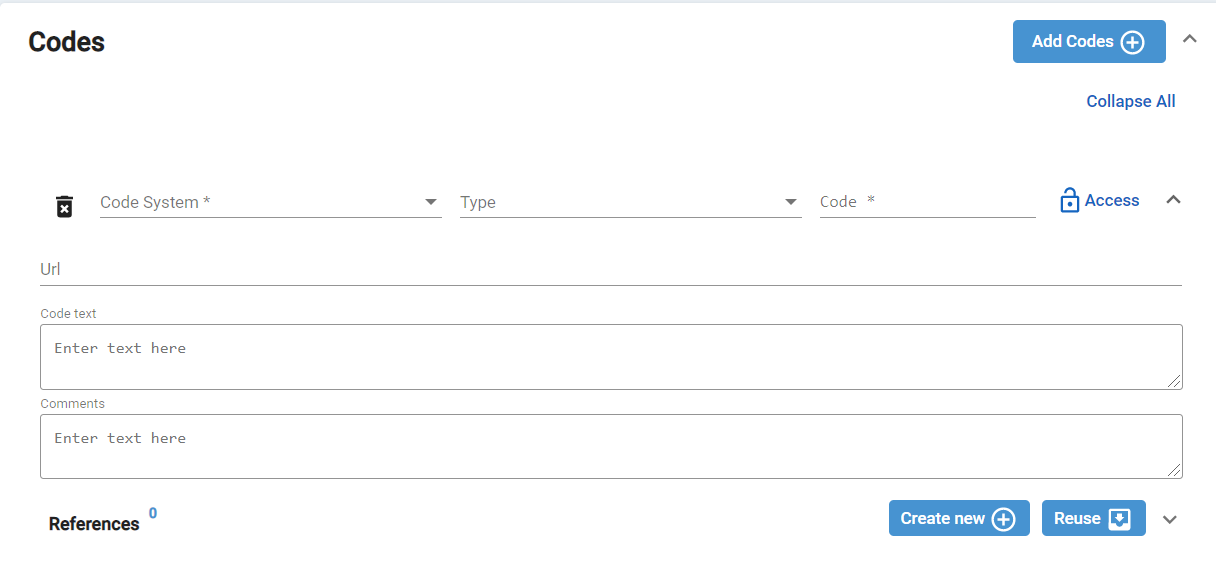 Codes
Add Codes
Collapse All
Code System * Type Code * Access
Url
Code text
Enter text here
Comments
Enter text here
References 0 Create new Reuse